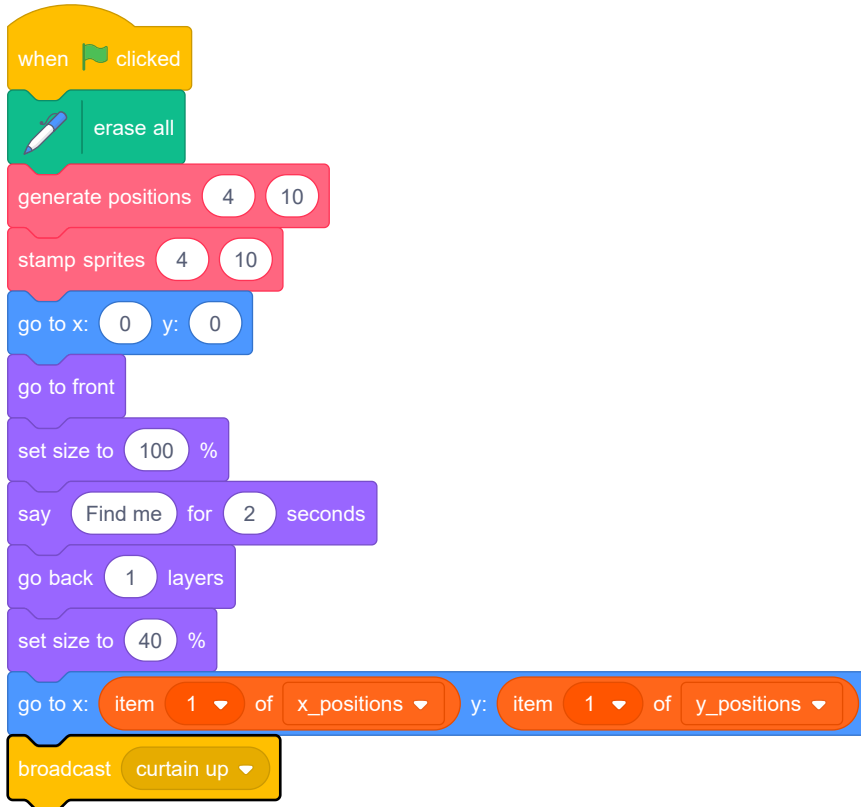 when clicked
erase all
generate positions 4 10
stamp sprites 4 10
go to x: 0 y: 0
go to front
set size to 100 %
say Find me for 2 seconds
go back 1 layers
set size to 40 %
go to x: item 1 of x_positions y: item 1 of y_positions
broadcast curtain up